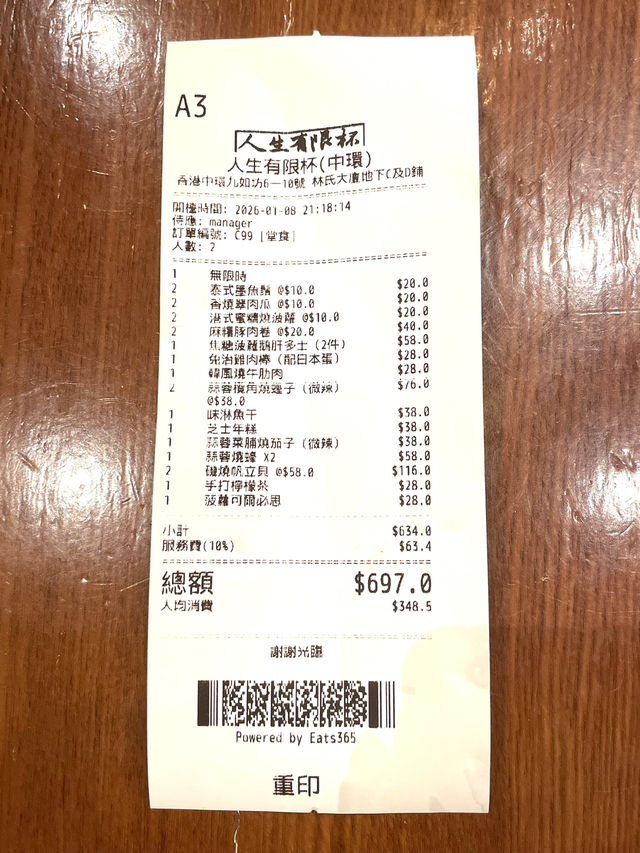 A3
人生有限杯
人生有限杯(中環)
香港中環九如坊6-10號 林氏大廈地下C及D鋪
開檯時間: 2026-01-08 21:18:14
侍應: manager
訂單編號: C99 [堂食]
人數: 2
1 無限時
2 泰式墨魚鬚 @$10.0 $20.0
2 香燒翠肉瓜 @$10.0 $20.0
2 港式蜜糖燒菠蘿 @$10.0 $20.0
2 麻糬豚肉卷 @$20.0 $40.0
1 焦糖菠蘿鵝肝多士 (2件) $58.0
1 免治雞肉棒 (配日本蛋) $28.0
1 韓風燒牛肋肉 $28.0
2 蒜蓉欖角燒蟶子 (微辣) $76.0
@$38.0
1 味淋魚干 $38.0
1 芝士年糕 $38.0
1 蒜蓉菜脯燒茄子 (微辣) $38.0
1 蒜蓉燒蠔 X2 $58.0
2 磯燒帆立貝 @$58.0 $116.0
1 手打檸檬茶 $28.0
1 菠蘿可爾必思 $28.0
小計 $634.0
服務費(10%) $63.4
總額 $697.0
人均消費 $348.5
謝謝光臨
Powered by Eats365
重印